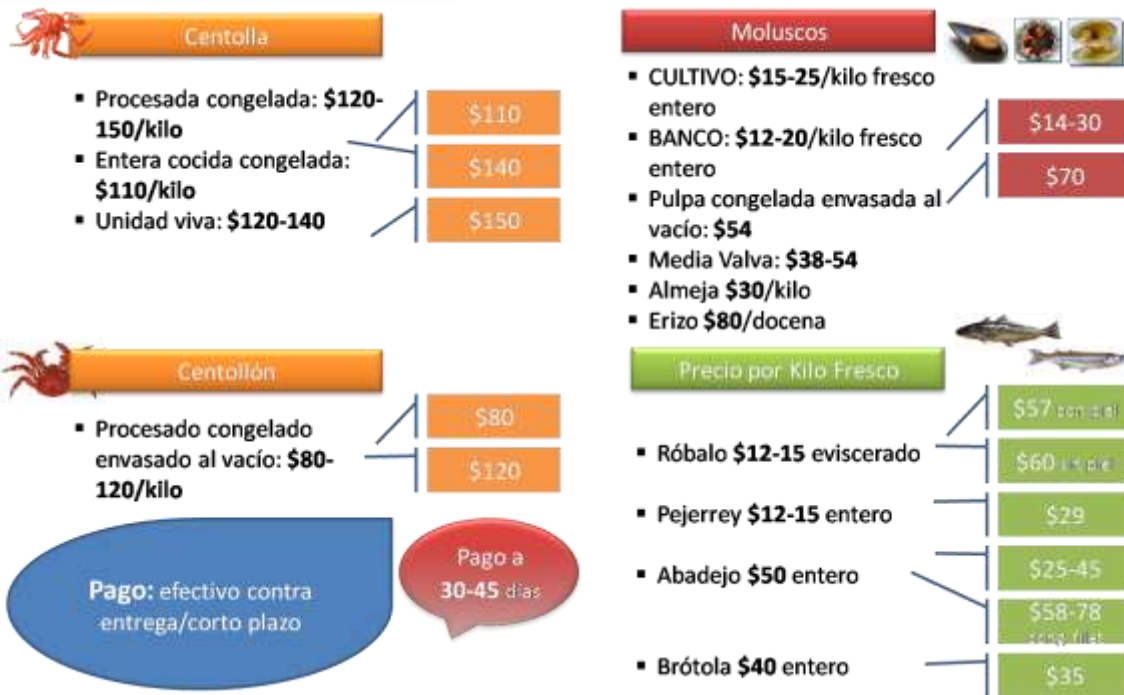 Centolla
▪ Procesada congelada: $120-
150/kilo
▪ Entera cocida congelada:
$110/kilo
▪ Unidad viva: $120-140
$110
$140
$150
Moluscos
▪ CULTIVO: $15-25/kilo fresco
entero
▪ BANCO: $12-20/kilo fresco
entero
▪ Pulpa congelada envasada al
vacío: $54
▪ Media Valva: $38-54
▪ Almeja $30/kilo
▪ Erizo $80/docena
$14-30
$70
Centollón
▪ Procesado congelado
envasado al vacío: $80-
120/kilo
$80
$120
Pago: efectivo contra
entrega/corto plazo
Pago a
30-45 días
Precio por Kilo Fresco
▪ Róbalo $12-15 eviscerado
▪ Pejerrey $12-15 entero
▪ Abadejo $50 entero
▪ Brótola $40 entero
$57
$60
$29
$25-45
$58-78
$35